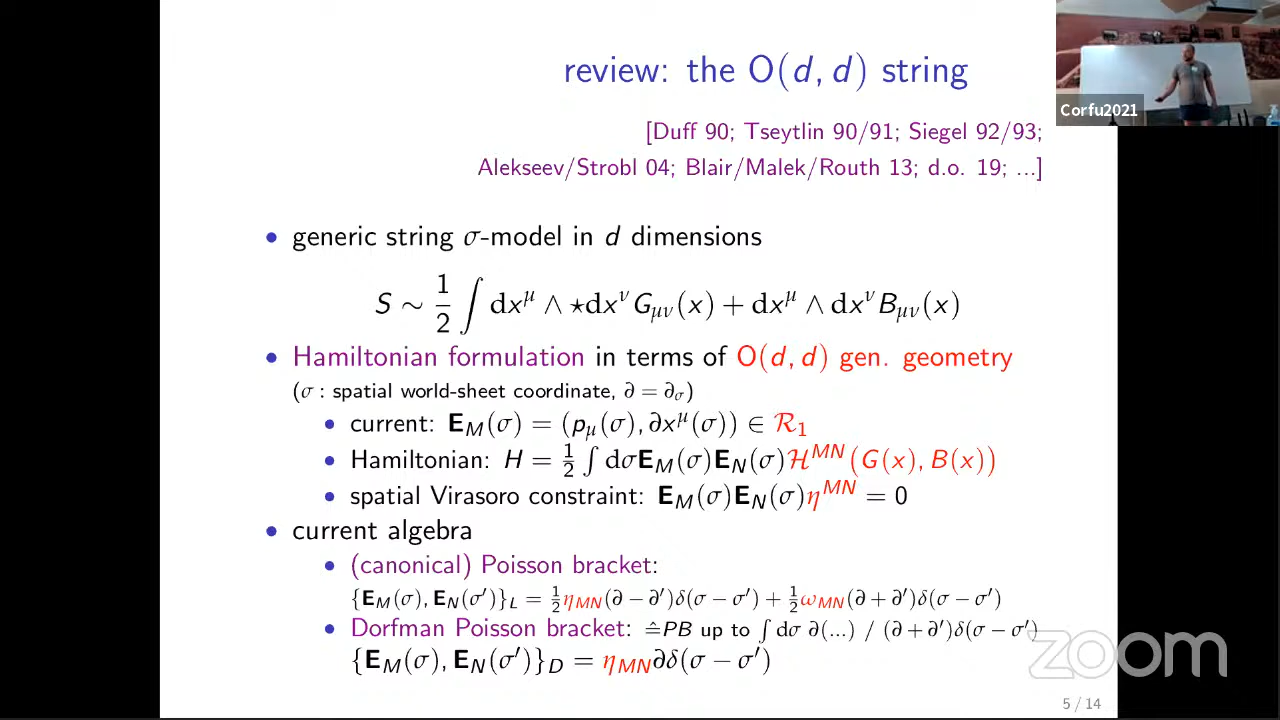 review: the O(d, d) string
Corfu2021
[Duff 90; Tseytlin 90/91; Siegel 92/93;
Alekseev/Strobl 04; Blair/Malek/Routh 13; d.o. 19; ...]
• generic string σ-model in d dimensions
S ∼ 1/2 ∫ dx^μ ∧ ⋆dx^ν G_μν(x) + dx^μ ∧ dx^ν B_μν(x)
• Hamiltonian formulation in terms of O(d, d) gen. geometry
(σ : spatial world-sheet coordinate, ∂ = ∂_σ)
• current: E_M(σ) = (p_μ(σ), ∂x^μ(σ)) ∈ R_1
• Hamiltonian: H = 1/2 ∫ dσE_M(σ)E_N(σ)H^MN(G(x), B(x))
• spatial Virasoro constraint: E_M(σ)E_N(σ)η^MN = 0
• current algebra
• (canonical) Poisson bracket:
{E_M(σ), E_N(σ′)}_L = 1/2 η_MN(∂ − ∂′)δ(σ − σ′) + 1/2 ω_MN(∂ + ∂′)δ(σ − σ′)
• Dorfman Poisson bracket: ≙PB up to ∫ dσ ∂(...) / (∂ + ∂′)δ(σ − σ′)
{E_M(σ), E_N(σ′)}_D = η_MN∂δ(σ − σ′)
zoom
5 / 14